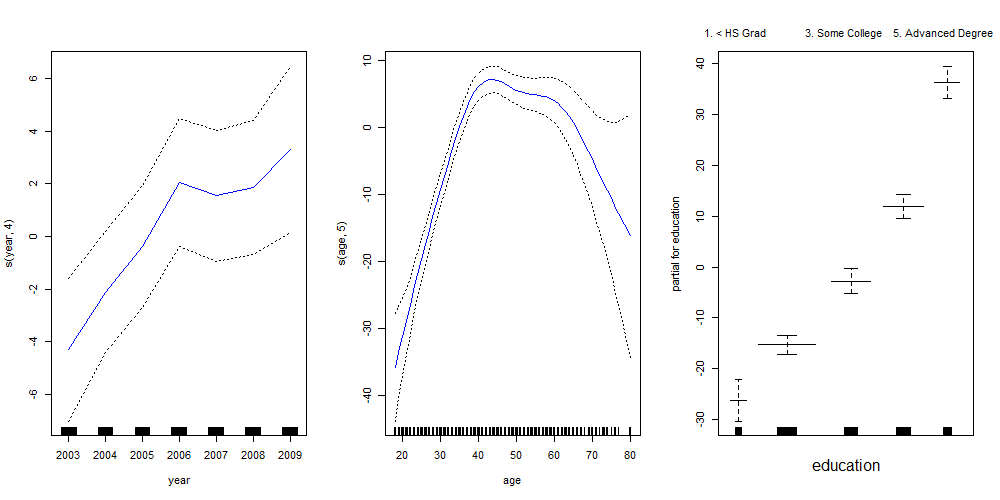 1. < HS Grad 3. Some College 5. Advanced Degree
s(year, 4)
6
4
2
0
-2
-4
-6
2003 2004 2005 2006 2007 2008 2009
year
s(age, 5)
10
0
-10
-20
-30
-40
20 30 40 50 60 70 80
age
partial for education
40
30
20
10
0
-10
-20
-30
education